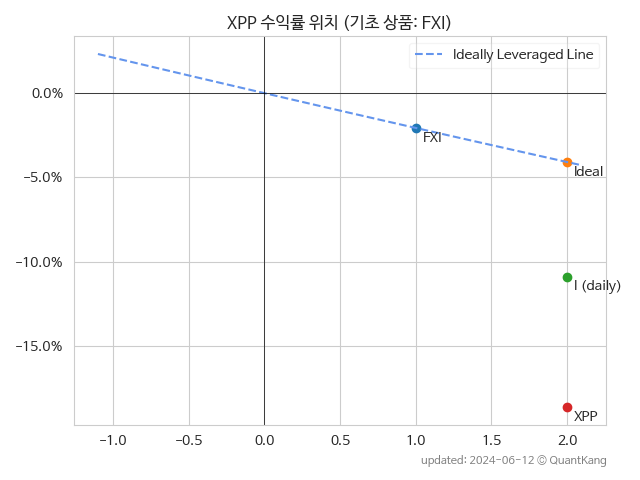 XPP 수익률 위치 (기초 상품: FXI)
Ideally Leveraged Line
0.0%
FXI
Ideal
−5.0%
−10.0%
I (daily)
−15.0%
XPP
−1.0 −0.5 0.0 0.5 1.0 1.5 2.0
updated: 2024-06-12 © QuantKang